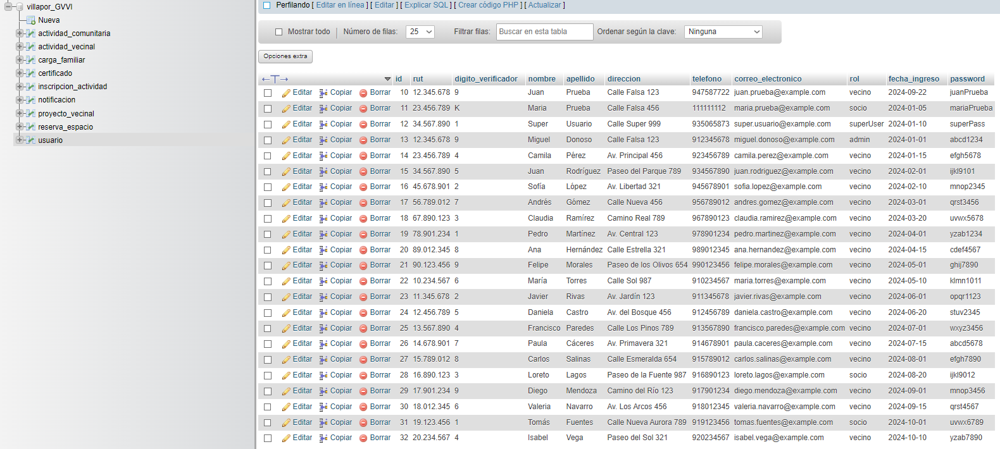 villapor_GVVI
Nueva
actividad_comunitaria
actividad_vecinal
carga_familiar
certificado
inscripcion_actividad
notificacion
proyecto_vecinal
reserva_espacio
usuario
Perfilando [ Editar en línea ] [ Editar ] [ Explicar SQL ] [ Crear código PHP ] [ Actualizar ]
Mostrar todo Número de filas: 25 Filtrar filas: Buscar en esta tabla Ordenar según la clave: Ninguna
Opciones extra
←T→ id rut digito_verificador nombre apellido direccion telefono correo_electronico rol fecha_ingreso password
Editar Copiar Borrar 10 12.345.678 9 Juan Prueba Calle Falsa 123 947587722 juan.prueba@example.com vecino 2024-09-22 juanPrueba
Editar Copiar Borrar 11 23.456.789 K Maria Prueba Calle Falsa 456 111111112 maria.prueba@example.com socio 2024-01-05 mariaPrueba
Editar Copiar Borrar 12 34.567.890 1 Super Usuario Calle Super 999 935065873 super.usuario@example.com superUser 2024-01-10 superPass
Editar Copiar Borrar 13 12.345.678 9 Miguel Donoso Calle Falsa 123 912345678 miguel.donoso@example.com admin 2024-01-01 abcd1234
Editar Copiar Borrar 14 23.456.789 4 Camila Pérez Av. Principal 456 923456789 camila.perez@example.com vecino 2024-01-15 efgh5678
Editar Copiar Borrar 15 34.567.890 5 Juan Rodríguez Paseo del Parque 789 934567890 juan.rodriguez@example.com vecino 2024-02-01 ijkl9101
Editar Copiar Borrar 16 45.678.901 2 Sofía López Av. Libertad 321 945678901 sofia.lopez@example.com vecino 2024-02-10 mnop2345
Editar Copiar Borrar 17 56.789.012 7 Andrés Gómez Calle Nueva 456 956789012 andres.gomez@example.com vecino 2024-03-01 qrst3456
Editar Copiar Borrar 18 67.890.123 3 Claudia Ramírez Camino Real 789 967890123 claudia.ramirez@example.com vecino 2024-03-20 uvwx5678
Editar Copiar Borrar 19 78.901.234 1 Pedro Martínez Av. Central 123 978901234 pedro.martinez@example.com vecino 2024-04-01 yzab1234
Editar Copiar Borrar 20 89.012.345 8 Ana Hernández Calle Estrella 321 989012345 ana.hernandez@example.com vecino 2024-04-15 cdef4567
Editar Copiar Borrar 21 90.123.456 9 Felipe Morales Paseo de los Olivos 654 990123456 felipe.morales@example.com vecino 2024-05-01 ghij7890
Editar Copiar Borrar 22 10.234.567 6 María Torres Calle Sol 987 910234567 maria.torres@example.com vecino 2024-05-10 klmn1011
Editar Copiar Borrar 23 11.345.678 2 Javier Rivas Av. Jardín 123 911345678 javier.rivas@example.com vecino 2024-06-01 opqr1123
Editar Copiar Borrar 24 12.456.789 5 Daniela Castro Av. del Bosque 456 912456789 daniela.castro@example.com vecino 2024-06-20 stuv2345
Editar Copiar Borrar 25 13.567.890 4 Francisco Paredes Calle Los Pinos 789 913567890 francisco.paredes@example.com vecino 2024-07-01 wxyz3456
Editar Copiar Borrar 26 14.678.901 7 Paula Cáceres Av. Primavera 321 914678901 paula.caceres@example.com vecino 2024-07-15 abcd5678
Editar Copiar Borrar 27 15.789.012 8 Carlos Salinas Calle Esmeralda 654 915789012 carlos.salinas@example.com vecino 2024-08-01 efgh7890
Editar Copiar Borrar 28 16.890.123 3 Loreto Lagos Paseo de la Fuente 987 916890123 loreto.lagos@example.com socio 2024-08-20 ijkl9012
Editar Copiar Borrar 29 17.901.234 9 Diego Mendoza Camino del Río 123 917901234 diego.mendoza@example.com vecino 2024-09-01 mnop3456
Editar Copiar Borrar 30 18.012.345 6 Valeria Navarro Av. Los Arcos 456 918012345 valeria.navarro@example.com vecino 2024-09-15 qrst4567
Editar Copiar Borrar 31 19.123.456 1 Tomás Fuentes Calle Nueva Aurora 789 919123456 tomas.fuentes@example.com socio 2024-10-01 uvwx6789
Editar Copiar Borrar 32 20.234.567 4 Isabel Vega Paseo del Sol 321 920234567 isabel.vega@example.com vecino 2024-10-10 yzab7890